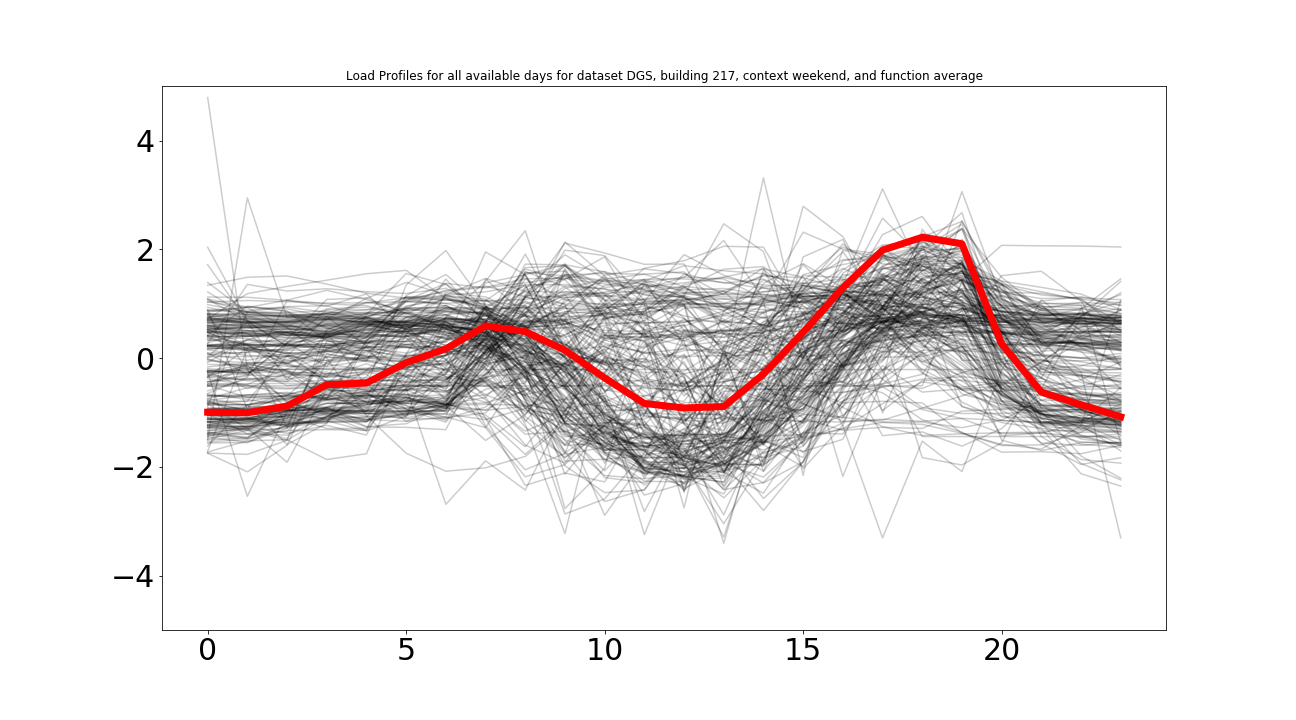 Load Profiles for all available days for dataset DGS, building 217, context weekend, and function average
4
2
0
−2
−4
0 5 10 15 20